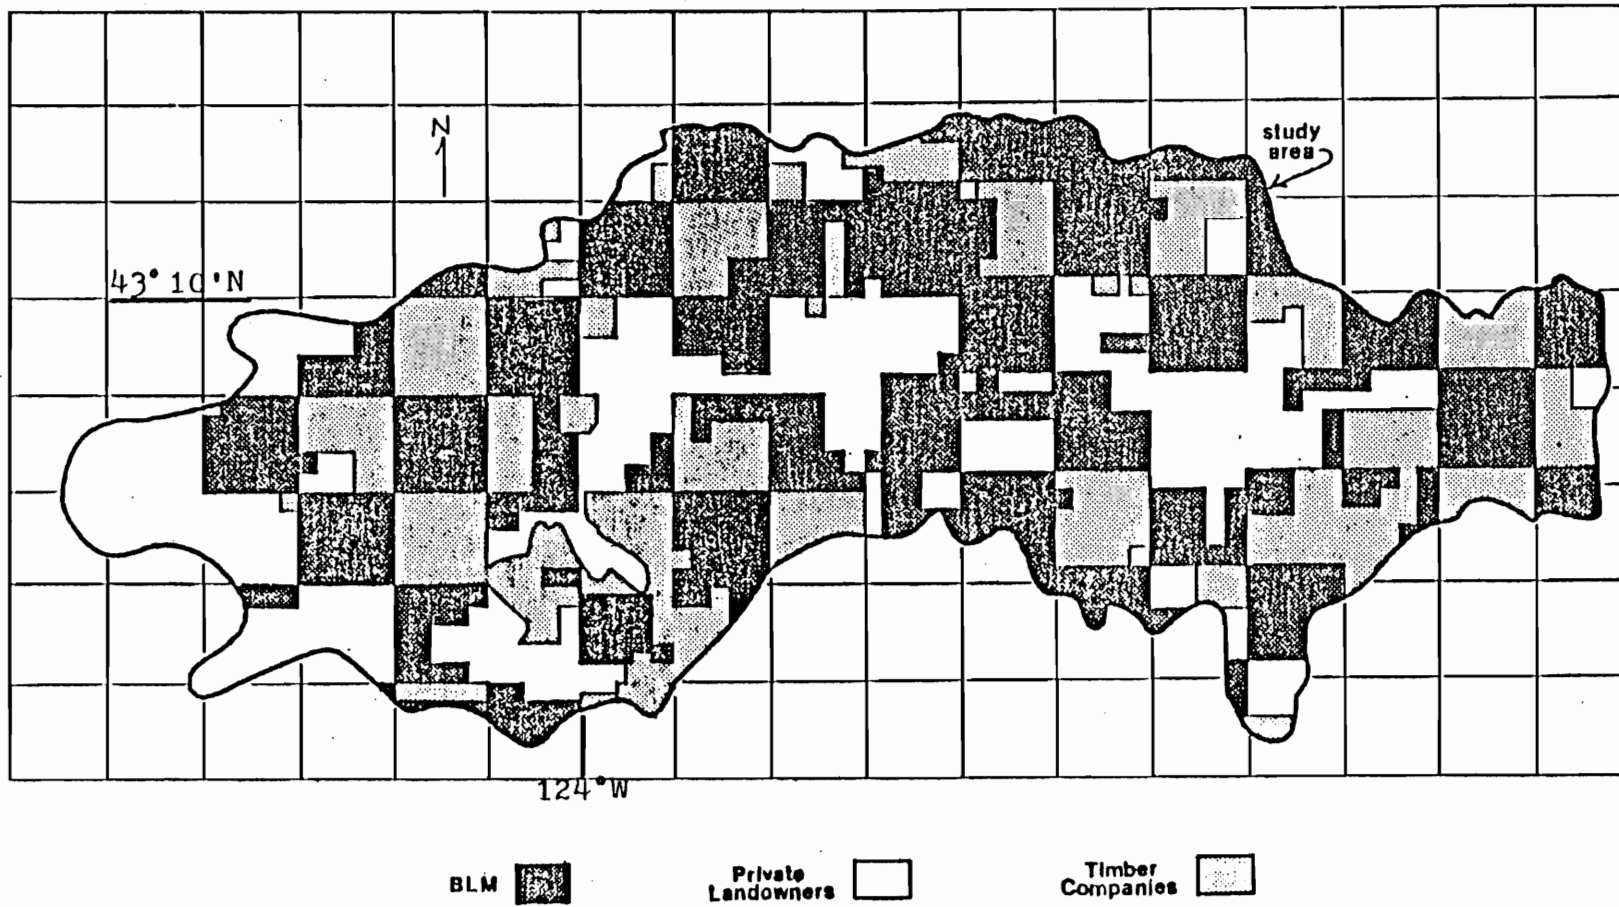 N
study
area
43° 10'N
124°W
BLM
Private
Landowners
Timber
Companies